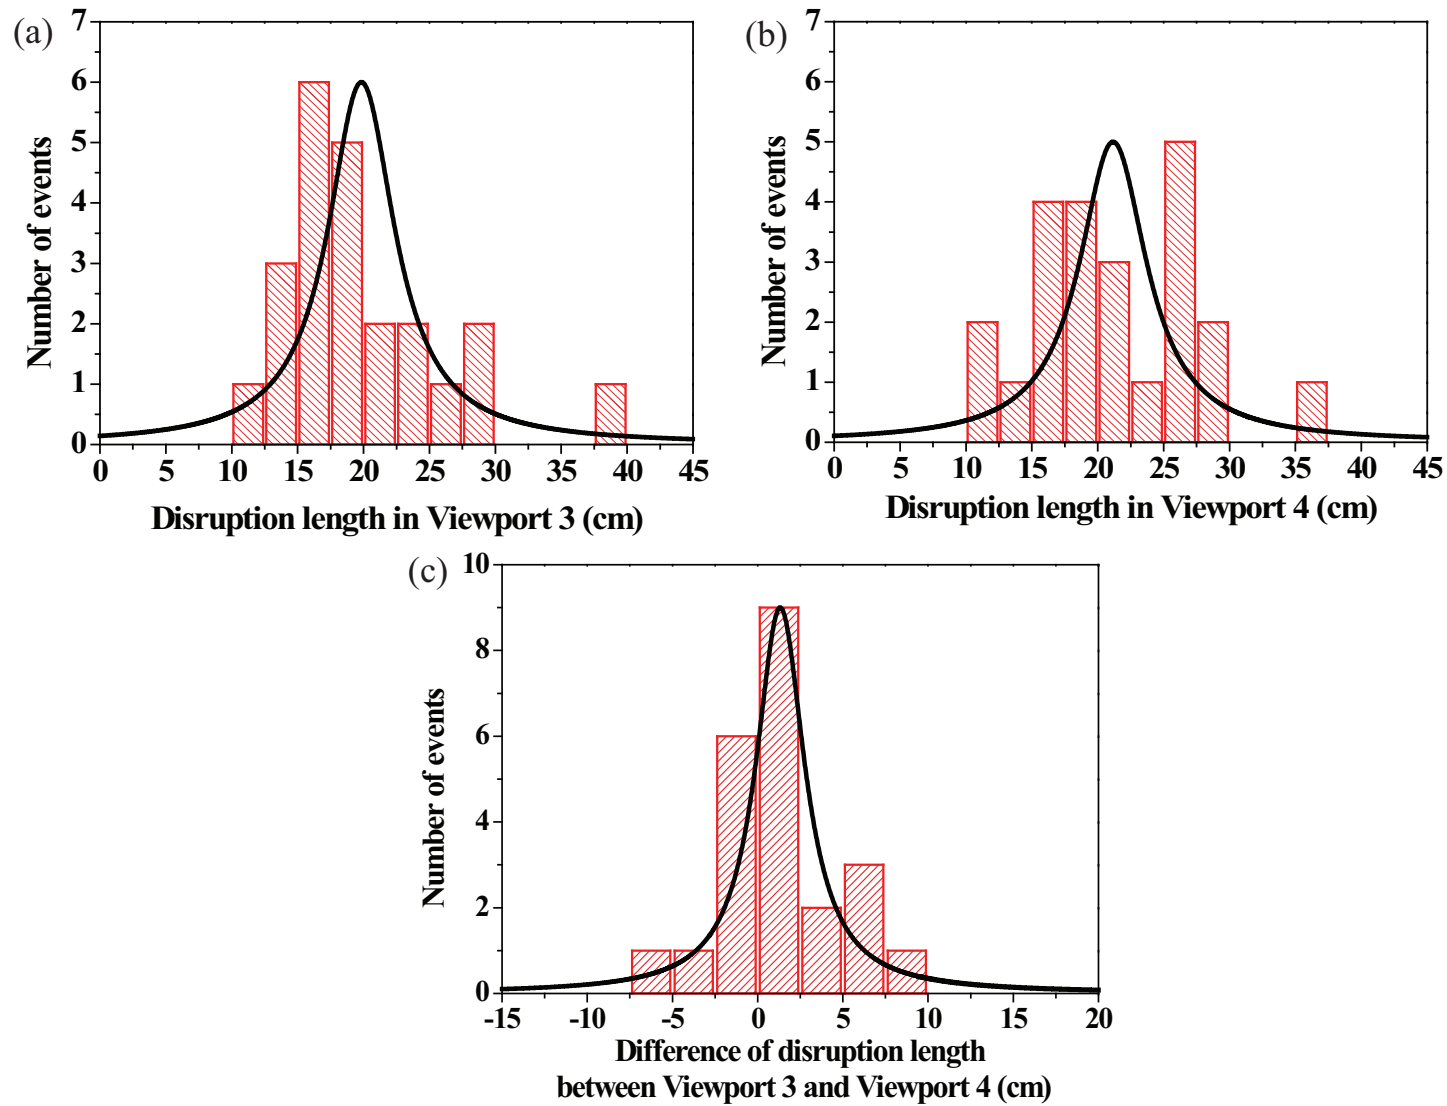 (a)
7
6
5
4
3
2
1
0
Number of events
0 5 10 15 20 25 30 35 40 45
Disruption length in Viewport 3 (cm)
(b)
7
6
5
4
3
2
1
0
Number of events
0 5 10 15 20 25 30 35 40 45
Disruption length in Viewport 4 (cm)
(c)
10
8
6
4
2
0
Number of events
-15 -10 -5 0 5 10 15 20
Difference of disruption length
between Viewport 3 and Viewport 4 (cm)